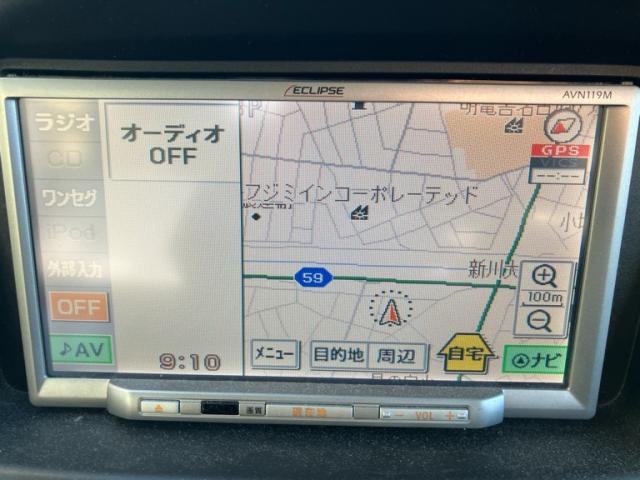 ECLIPSE
AVN119M
ラジオ
オーディオ
OFF
CD
ワンセグ
iPod
外部入力
OFF
♪AV
9:10
フジミインコーポレーテッド
GPS
VICS
--:--
59
新川
100m
メニュー
目的地
周辺
自宅
ナビ
画質
現在地
- VOL +